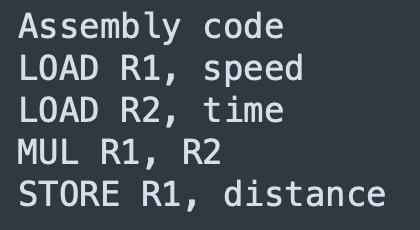 Assembly code
LOAD R1, speed
LOAD R2, time
MUL R1, R2
STORE R1, distance